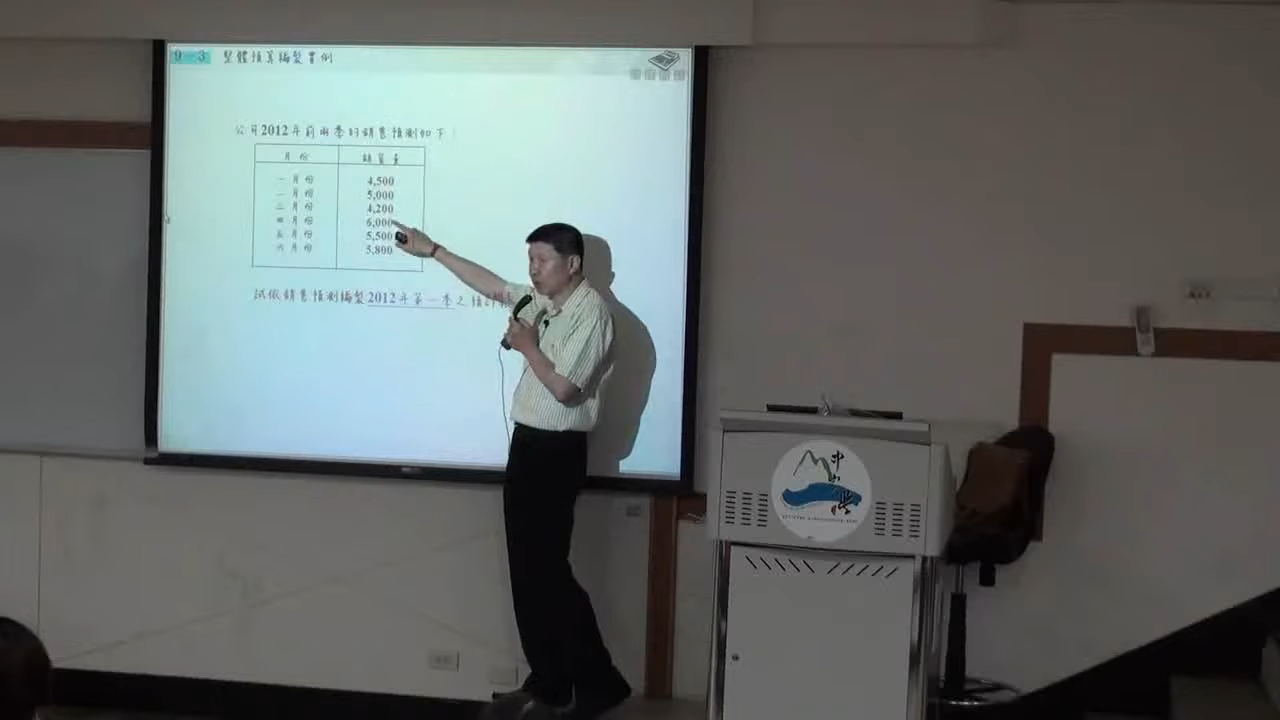 9-3 整體預算編製實例
公司2012年前兩季的銷售預測如下：
月份 銷貨量
一月份 4,500
二月份 5,000
三月份 4,200
四月份 6,000
五月份 5,500
六月份 5,800
試依銷售預測編製2012年第一季之預
中山